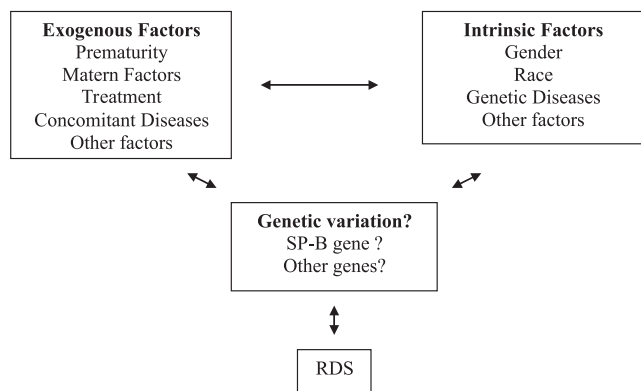 Exogenous Factors
Prematurity
Matern Factors
Treatment
Concomitant Diseases
Other factors
Intrinsic Factors
Gender
Race
Genetic Diseases
Other factors
Genetic variation?
SP-B gene ?
Other genes?
RDS